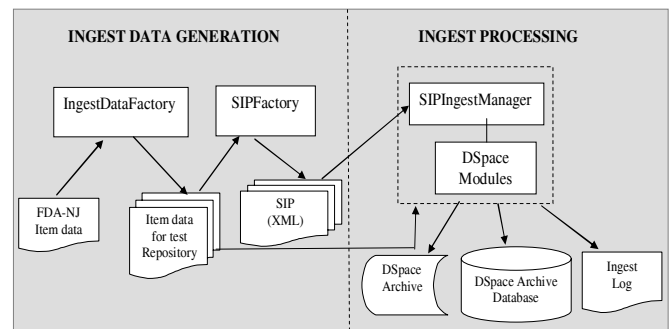 INGEST DATA GENERATION
INGEST PROCESSING
IngestDataFactory
SIPFactory
SIPIngestManager
DSpace
Modules
FDA-NJ
Item data
Item data
for test
Repository
SIP
(XML)
DSpace
Archive
DSpace Archive
Database
Ingest
Log